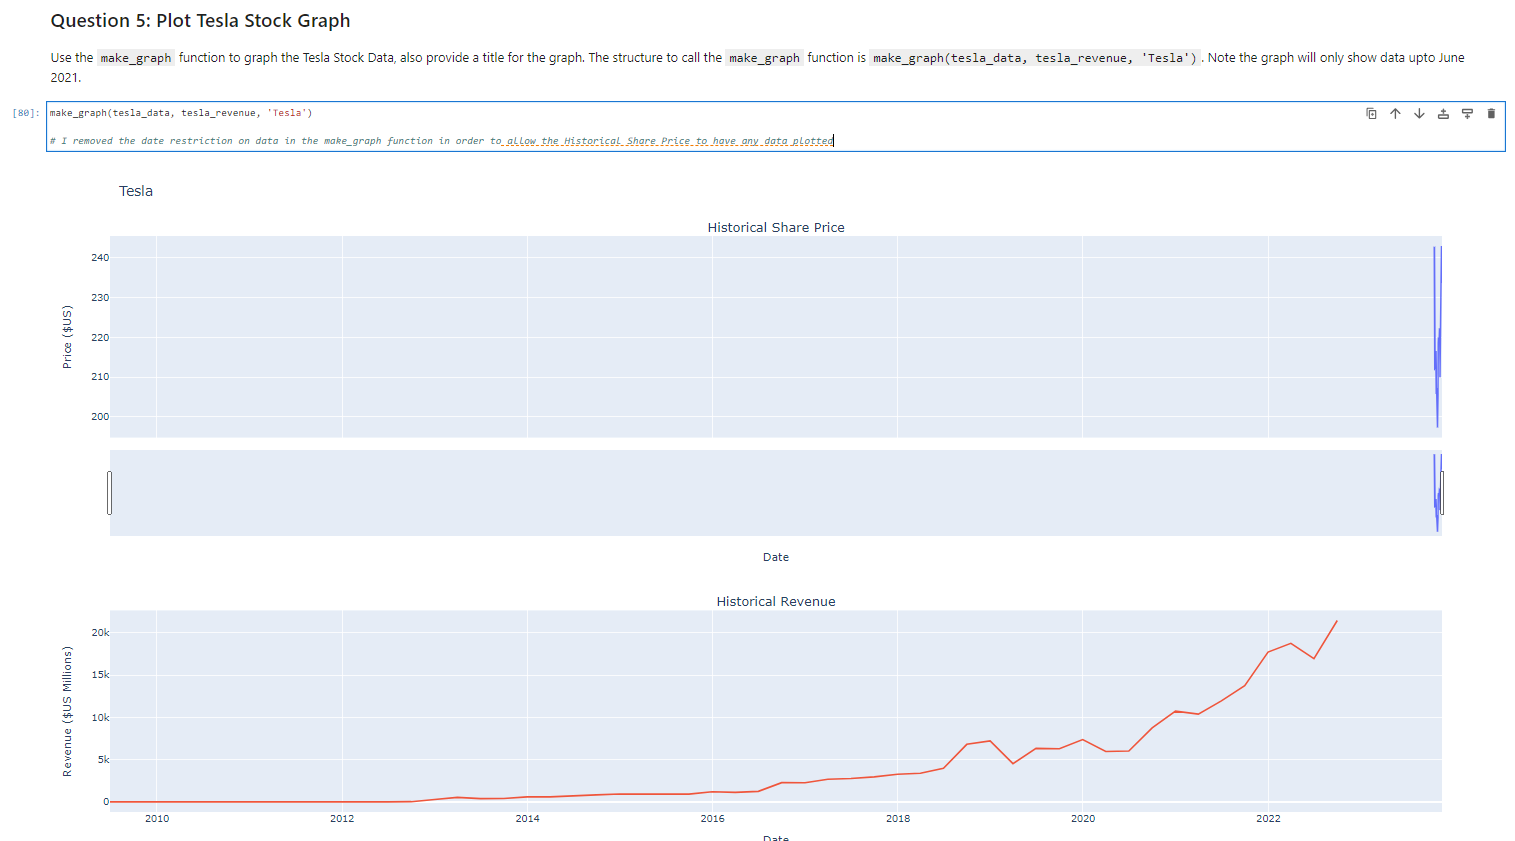 Question 5: Plot Tesla Stock Graph
Use the make_graph function to graph the Tesla Stock Data, also provide a title for the graph. The structure to call the make_graph function is make_graph(tesla_data, tesla_revenue, 'Tesla') . Note the graph will only show data upto June
2021.
[80]: make_graph(tesla_data, tesla_revenue, 'Tesla')
# I removed the date restriction on data in the make_graph function in order to allow the Historical Share Price to have any data plotted
Tesla
Historical Share Price
240
230
220
210
200
Price ($US)
Date
Historical Revenue
20k
15k
10k
5k
0
Revenue ($US Millions)
2010 2012 2014 2016 2018 2020 2022
Date